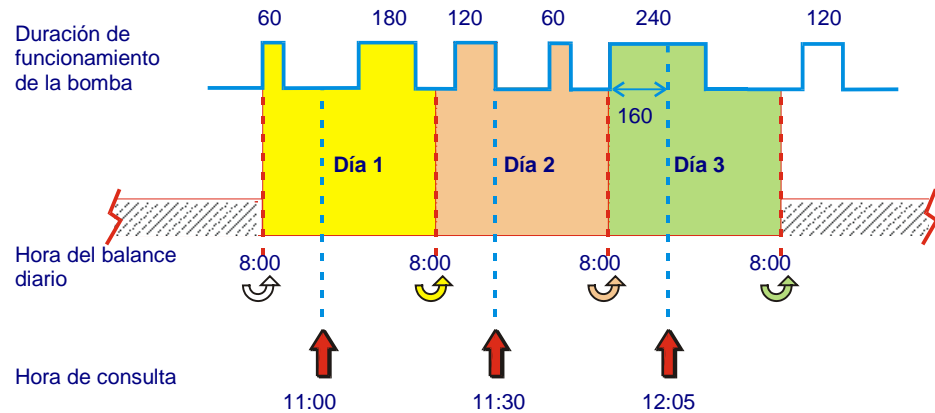 60 180 120 60 240 120
Duración de
funcionamiento
de la bomba
160
Día 1 Día 2 Día 3
Hora del balance
diario
8:00 8:00 8:00 8:00
Hora de consulta
11:00 11:30 12:05